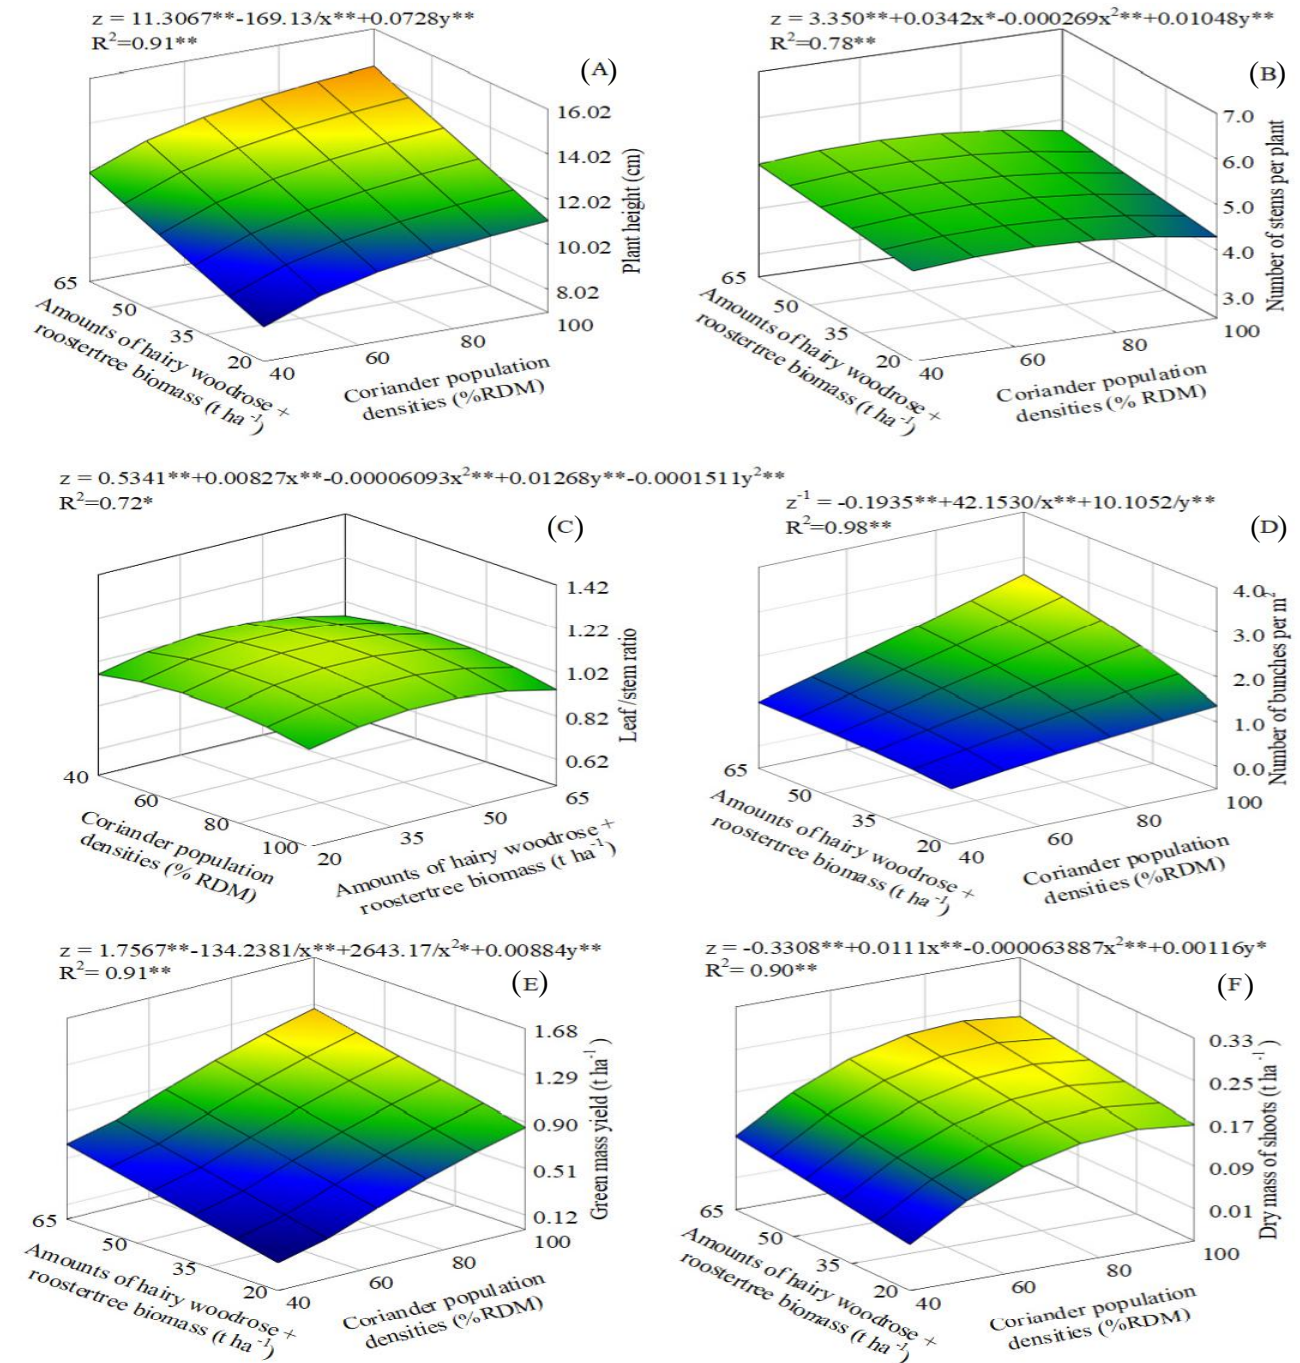 z = 11.3067**-169.13/x**+0.0728y**
R²=0.91**
(A)
16.02
14.02
12.02
10.02
8.02
Plant height (cm)
65
50
35
20
40
60
80
100
Amounts of hairy woodrose +
roostertree biomass (t ha⁻¹)
Coriander population
densities (%RDM)
z = 3.350**+0.0342x*-0.000269x²**+0.01048y**
R²=0.78**
(B)
7.0
6.0
5.0
4.0
3.0
Number of stems per plant
65
50
35
20
40
60
80
100
Amounts of hairy woodrose +
roostertree biomass (t ha⁻¹)
Coriander population
densities (% RDM)
z = 0.5341**+0.00827x**-0.00006093x²**+0.01268y**-0.0001511y²**
R²=0.72*
(C)
1.42
1.22
1.02
0.82
0.62
Leaf /stem ratio
40
60
80
100
20
35
50
65
Coriander population
densities (% RDM)
Amounts of hairy woodrose +
roostertree biomass (t ha⁻¹)
z⁻¹ = -0.1935**+42.1530/x**+10.1052/y**
R²=0.98**
(D)
4.0
3.0
2.0
1.0
0.0
Number of bunches per m²
65
50
35
20
40
60
80
100
Amounts of hairy woodrose +
roostertree biomass (t ha⁻¹)
Coriander population
densities (%RDM)
z = 1.7567**-134.2381/x**+2643.17/x²*+0.00884y**
R²= 0.91**
(E)
1.68
1.29
0.90
0.51
0.12
Green mass yield (t ha⁻¹)
65
50
35
20
40
60
80
100
Amounts of hairy woodrose +
roostertree biomass (t ha⁻¹)
Coriander population
densities (%RDM)
z = -0.3308**+0.0111x**-0.000063887x²**+0.00116y*
R²= 0.90**
(F)
0.33
0.25
0.17
0.09
0.01
Dry mass of shoots (t ha⁻¹)
65
50
35
20
40
60
80
100
Amounts of hairy woodrose +
roostertree biomass (t ha⁻¹)
Coriander population
densities (%RDM)